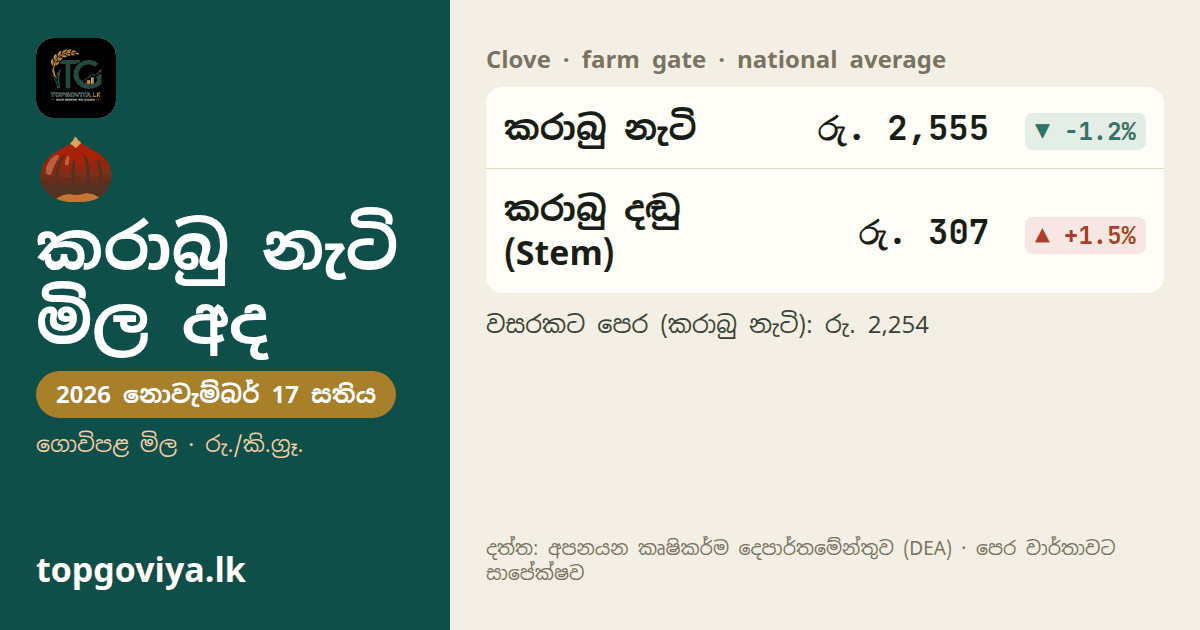 TG
TOPGOVIYA.LK
කරාබු නැටි
මිල අද
2026 නොවැම්බර් 17 සතිය
ගොවිපළ මිල · රු./කි.ග්‍රෑ.
topgoviya.lk
Clove · farm gate · national average
කරාබු නැටි රු. 2,555 ▼ -1.2%
කරාබු දඬු
(Stem) රු. 307 ▲ +1.5%
වසරකට පෙර (කරාබු නැටි): රු. 2,254
දත්ත: අපනයන කෘෂිකර්ම දෙපාර්තමේන්තුව (DEA) · පෙර වාර්තාවට
සාපේක්ෂව